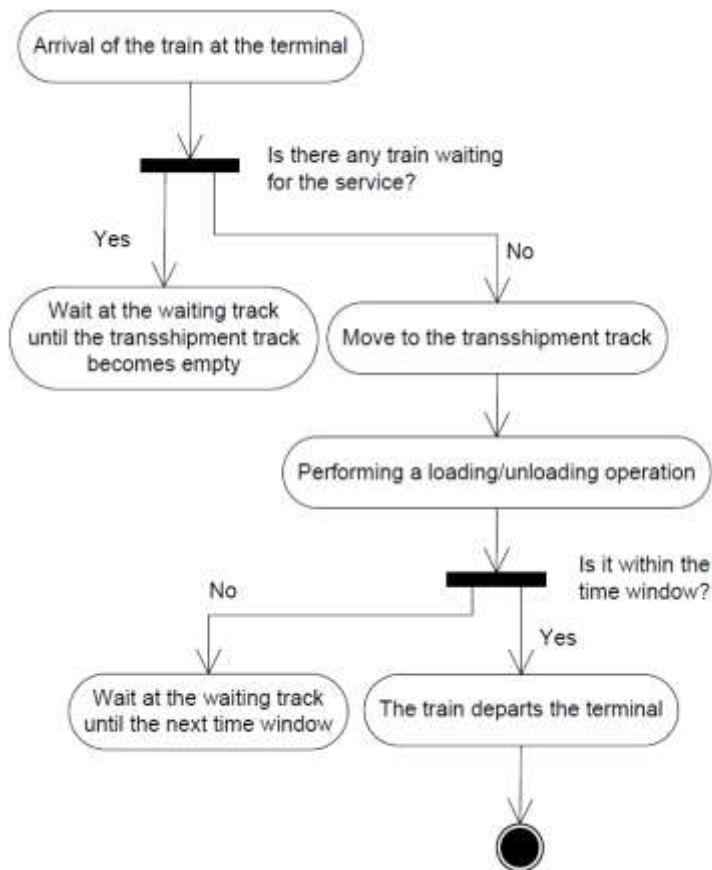 Arrival of the train at the terminal
Is there any train waiting
for the service?
Yes
No
Wait at the waiting track
until the transshipment track
becomes empty
Move to the transshipment track
Performing a loading/unloading operation
Is it within the
time window?
No
Yes
Wait at the waiting track
until the next time window
The train departs the terminal